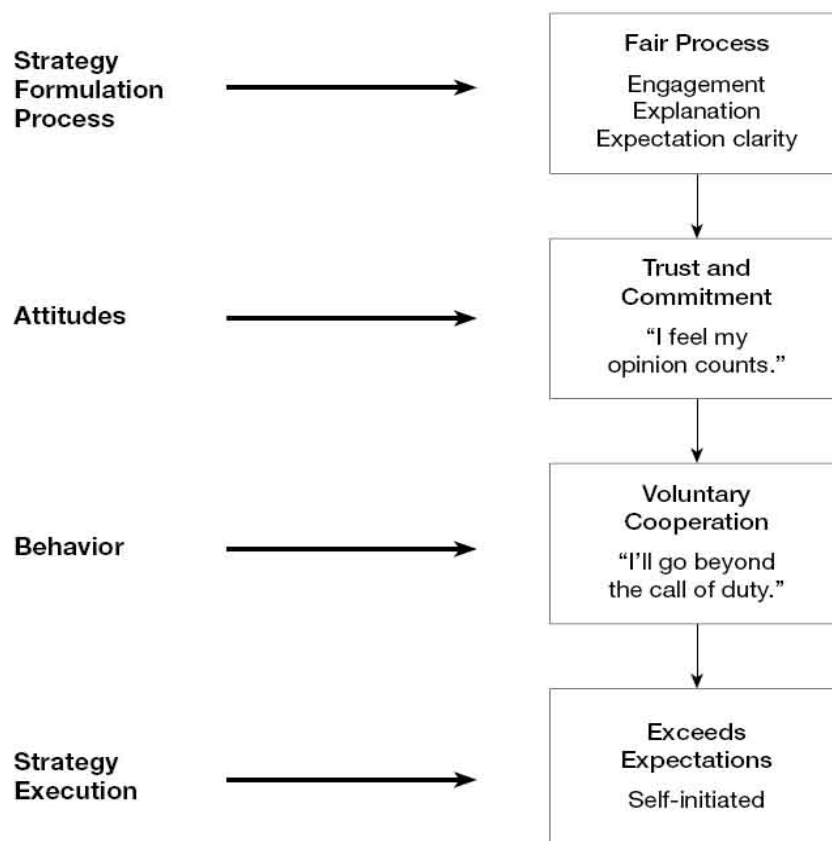 Strategy
Formulation
Process
Fair Process
Engagement
Explanation
Expectation clarity
Attitudes
Trust and
Commitment
“I feel my
opinion counts.”
Behavior
Voluntary
Cooperation
“I’ll go beyond
the call of duty.”
Strategy
Execution
Exceeds
Expectations
Self-initiated